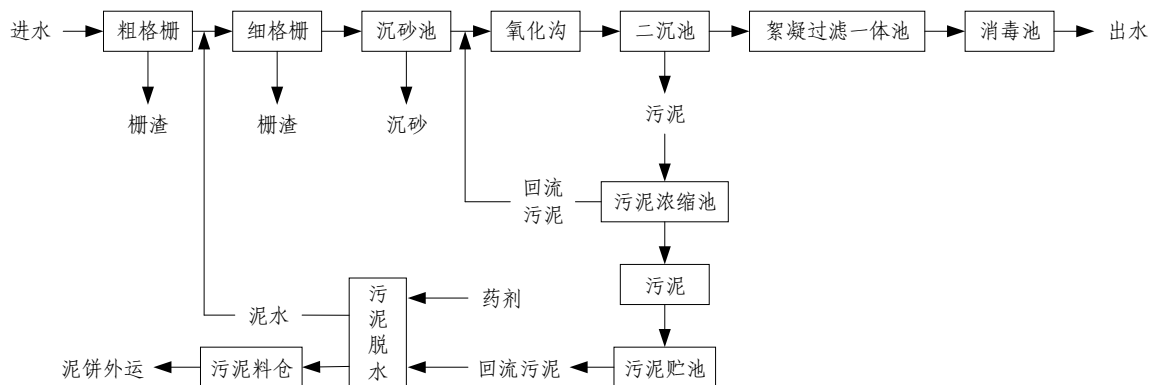 进水
粗格栅
细格栅
沉砂池
氧化沟
二沉池
絮凝过滤一体池
消毒池
出水
栅渣
栅渣
沉砂
污泥
回流
污泥
污泥浓缩池
污泥
泥水
污泥脱水
药剂
泥饼外运
污泥料仓
回流污泥
污泥贮池